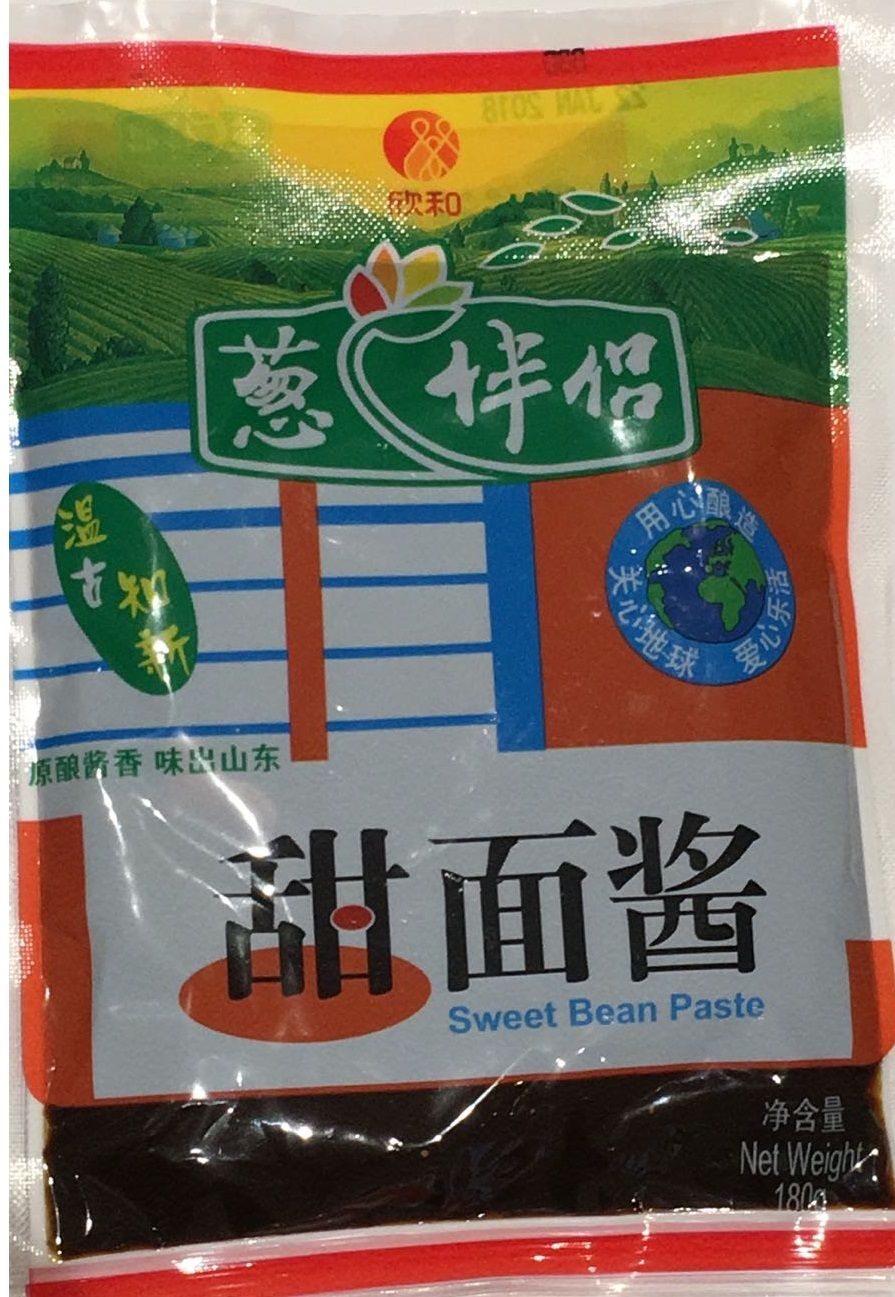 22 JAN 2018
欣和
葱伴侣
用心酿造
关心地球
爱心乐活
温古知新
原酿酱香 味出山东
甜面酱
Sweet Bean Paste
净含量
Net Weight
180g